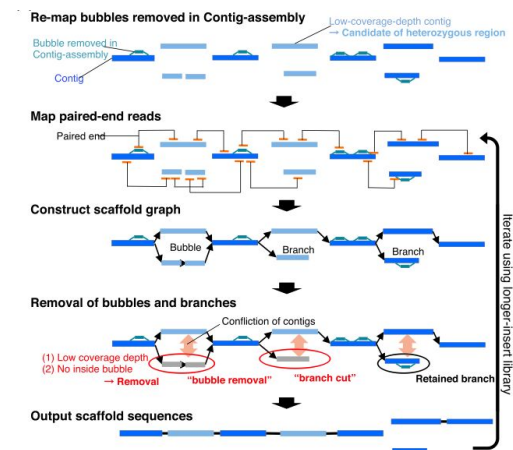 Re-map bubbles removed in Contig-assembly
Low-coverage-depth contig
→ Candidate of heterozygous region
Bubble removed in
Contig-assembly
Contig
Map paired-end reads
Paired end
Construct scaffold graph
Bubble
Branch
Branch
Removal of bubbles and branches
Confliction of contigs
(1) Low coverage depth
(2) No inside bubble
→ Removal
"bubble removal"
"branch cut"
Retained branch
Output scaffold sequences
Iterate using longer-insert library